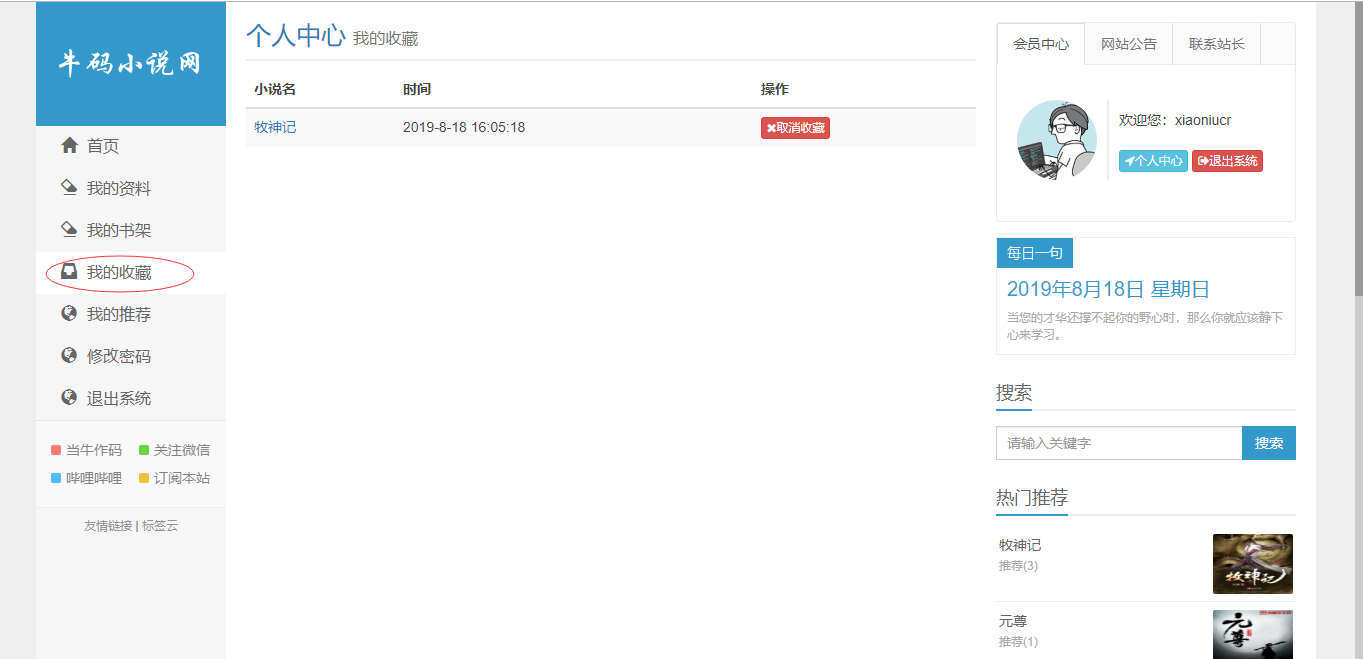 牛码小说网
首页
我的资料
我的书架
我的收藏
我的推荐
修改密码
退出系统
当牛作码 关注微信
哔哩哔哩 订阅本站
友情链接 | 标签云
个人中心 我的收藏
小说名 时间 操作
牧神记 2019-8-18 16:05:18 取消收藏
会员中心 网站公告 联系站长
欢迎您：xiaoniucr
个人中心 退出系统
每日一句
2019年8月18日 星期日
当您的才华还撑不起你的野心时，那么你就应该静下
心来学习。
搜索
请输入关键字 搜索
热门推荐
牧神记
推荐(3)
牧神记
元尊
推荐(1)
元尊